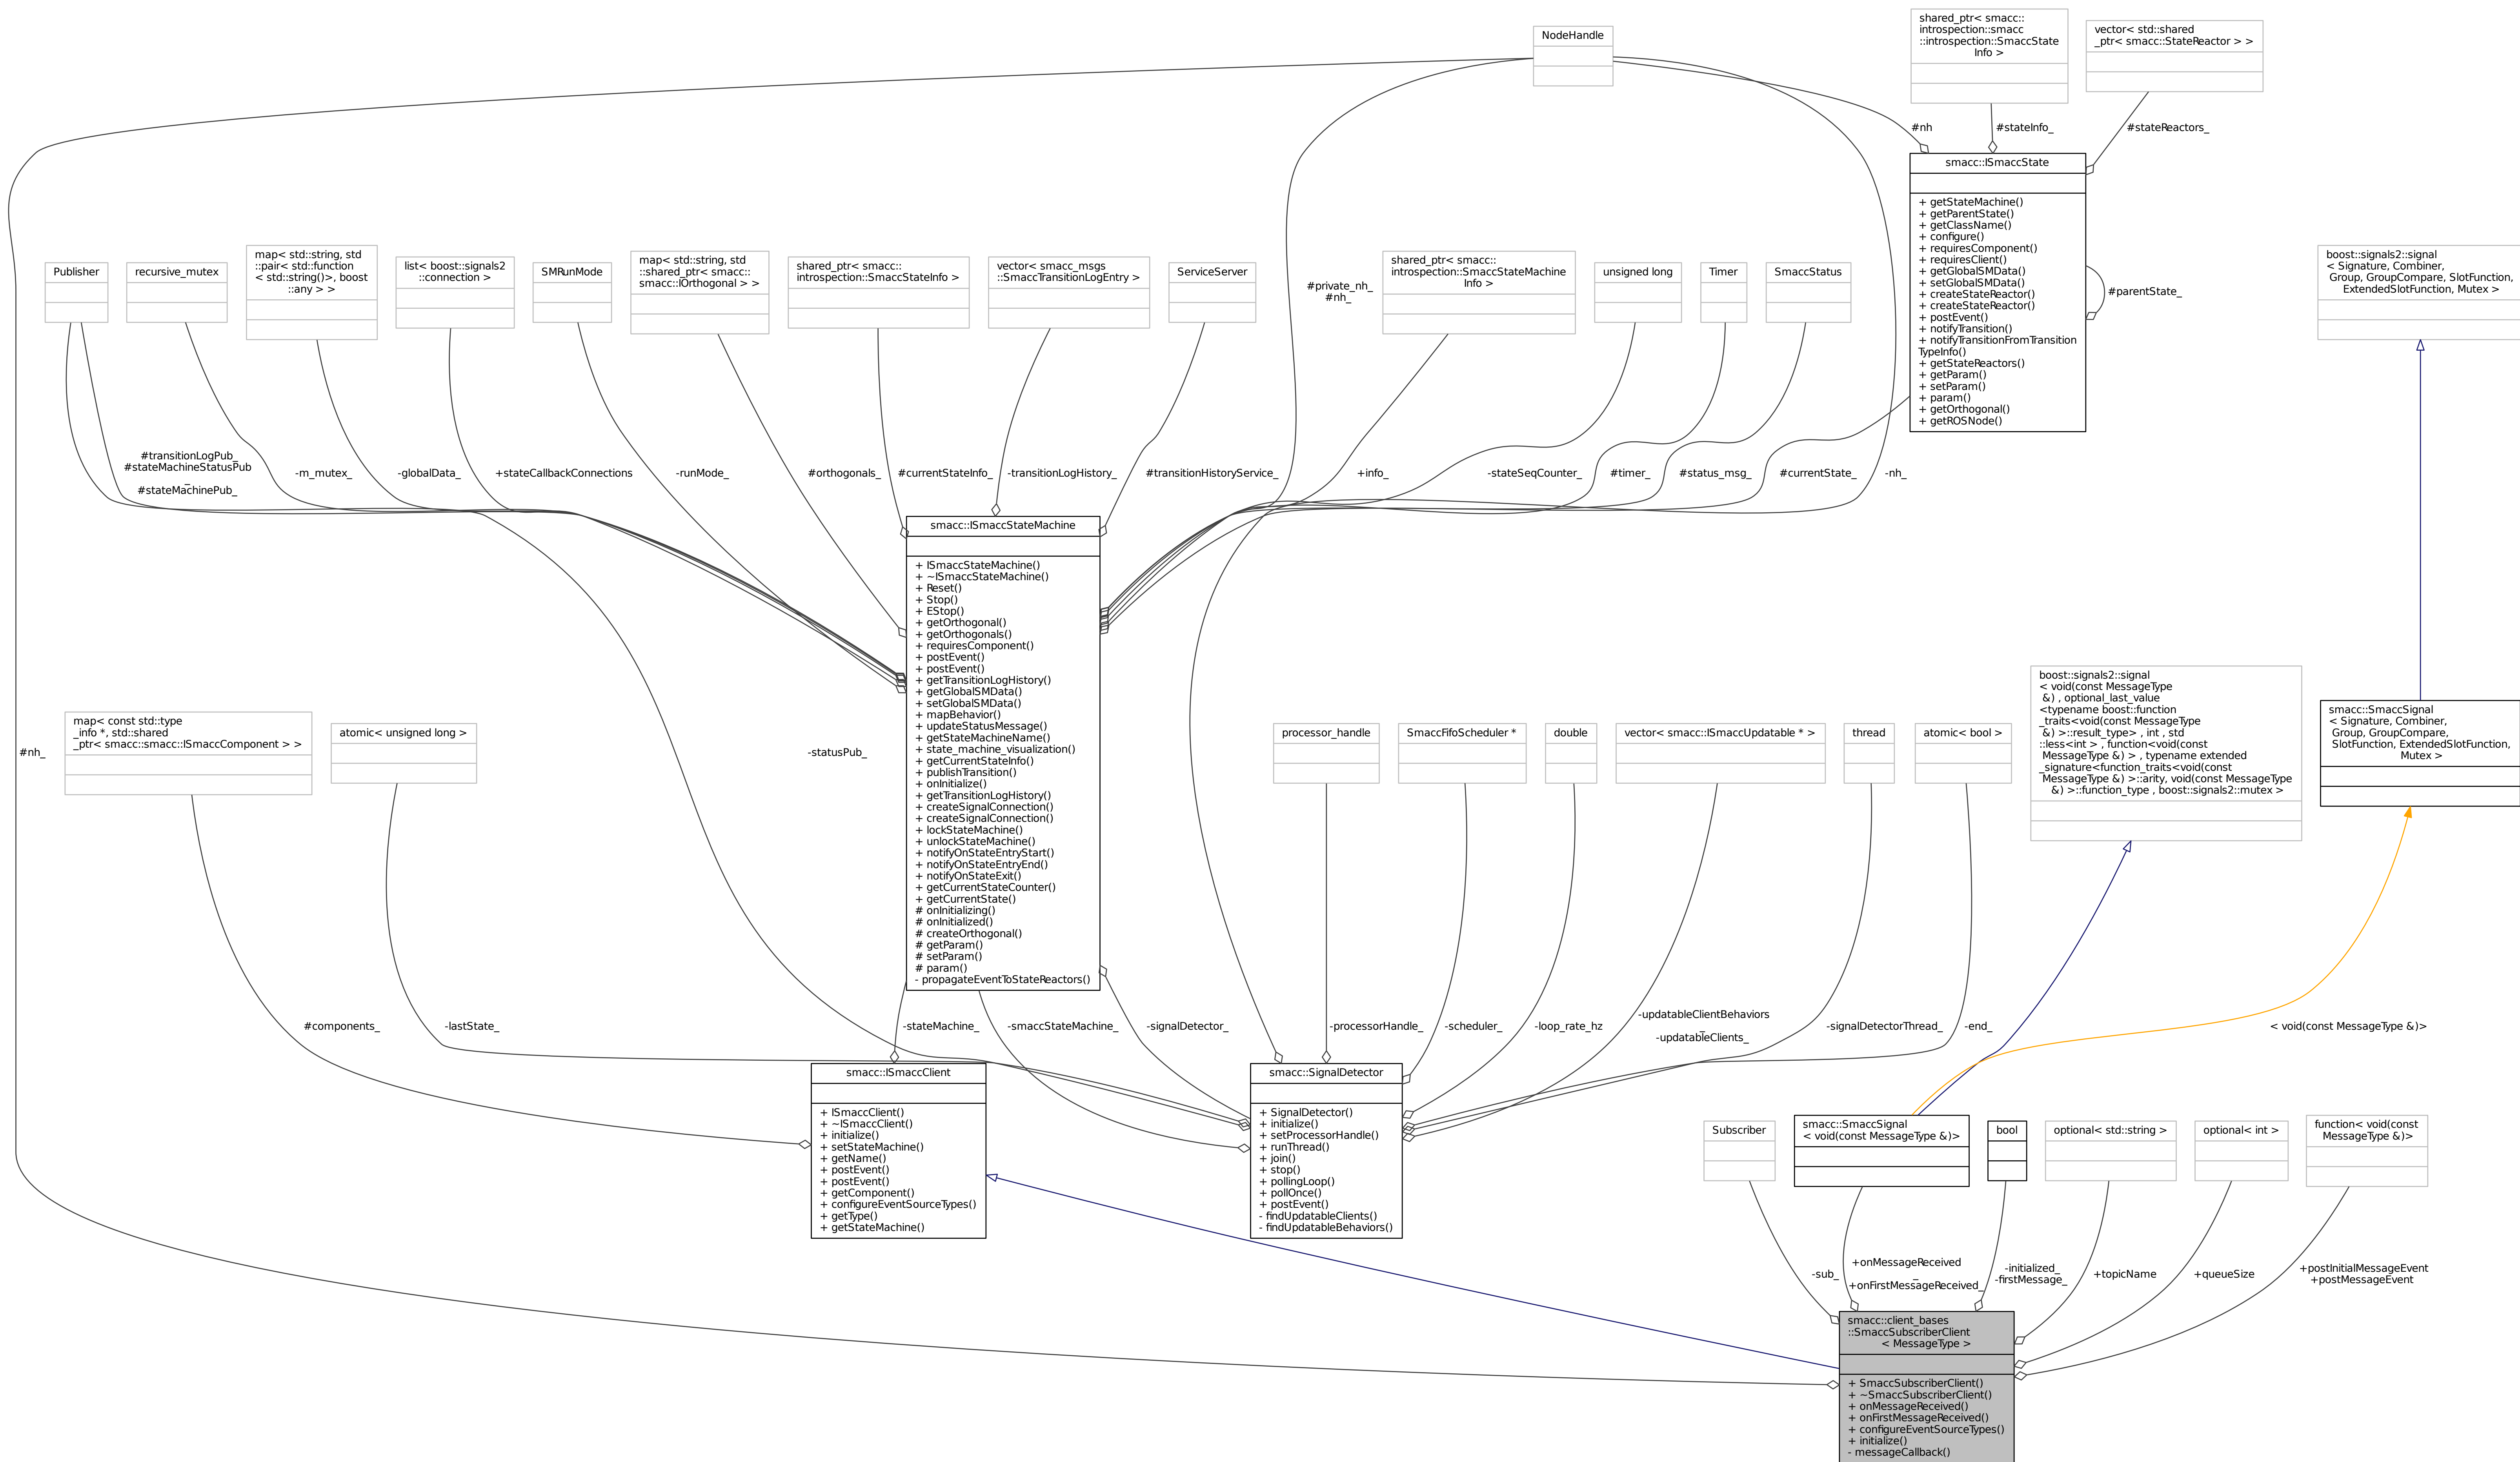 NodeHandle
shared_ptr< smacc::
introspection::smacc
::introspection::SmaccState
Info >
vector< std::shared
_ptr< smacc::StateReactor > >
#nh
#stateInfo_
#stateReactors_
smacc::ISmaccState
+ getStateMachine()
+ getParentState()
+ getClassName()
+ configure()
+ requiresComponent()
+ requiresClient()
+ getGlobalSMData()
+ setGlobalSMData()
+ createStateReactor()
+ createStateReactor()
+ postEvent()
+ notifyTransition()
+ notifyTransitionFromTransition
TypeInfo()
+ getStateReactors()
+ getParam()
+ setParam()
+ param()
+ getOrthogonal()
+ getROSNode()
#parentState_
boost::signals2::signal
< Signature, Combiner,
Group, GroupCompare, SlotFunction,
ExtendedSlotFunction, Mutex >
Publisher
recursive_mutex
map< std::string, std
::pair< std::function
< std::string()>, boost
::any > >
list< boost::signals2
::connection >
SMRunMode
map< std::string, std
::shared_ptr< smacc::
smacc::IOrthogonal > >
shared_ptr< smacc::
introspection::SmaccStateInfo >
vector< smacc_msgs
::SmaccTransitionLogEntry >
ServiceServer
#private_nh_
#nh_
shared_ptr< smacc::
introspection::SmaccStateMachine
Info >
unsigned long
Timer
SmaccStatus
#transitionLogPub_
#stateMachineStatusPub
_
#stateMachinePub_
-m_mutex_
-globalData_
+stateCallbackConnections
-runMode_
#orthogonals_
#currentStateInfo_
-transitionLogHistory_
#transitionHistoryService_
+info_
-stateSeqCounter_
#timer_
#status_msg_
#currentState_
-nh_
smacc::ISmaccStateMachine
+ ISmaccStateMachine()
+ ~ISmaccStateMachine()
+ Reset()
+ Stop()
+ EStop()
+ getOrthogonal()
+ getOrthogonals()
+ requiresComponent()
+ postEvent()
+ postEvent()
+ getTransitionLogHistory()
+ getGlobalSMData()
+ setGlobalSMData()
+ mapBehavior()
+ updateStatusMessage()
+ getStateMachineName()
+ state_machine_visualization()
+ getCurrentStateInfo()
+ publishTransition()
+ onInitialize()
+ getTransitionLogHistory()
+ createSignalConnection()
+ createSignalConnection()
+ lockStateMachine()
+ unlockStateMachine()
+ notifyOnStateEntryStart()
+ notifyOnStateEntryEnd()
+ notifyOnStateExit()
+ getCurrentStateCounter()
+ getCurrentState()
# onInitializing()
# onInitialized()
# createOrthogonal()
# getParam()
# setParam()
# param()
- propagateEventToStateReactors()
#nh_
map< const std::type
_info *, std::shared
_ptr< smacc::smacc::ISmaccComponent > >
atomic< unsigned long >
-statusPub_
processor_handle
SmaccFifoScheduler *
double
vector< smacc::ISmaccUpdatable * >
thread
atomic< bool >
boost::signals2::signal
< void(const MessageType
&) , optional_last_value
<typename boost::function
_traits<void(const MessageType
&) >::result_type> , int , std
::less<int > , function<void(const
MessageType &) > , typename extended
_signature<function_traits<void(const
MessageType &) >::arity, void(const MessageType
&) >::function_type , boost::signals2::mutex >
smacc::SmaccSignal
< Signature, Combiner,
Group, GroupCompare,
SlotFunction, ExtendedSlotFunction,
Mutex >
#components_
-lastState_
-stateMachine_
-smaccStateMachine_
-signalDetector_
-processorHandle_
-scheduler_
-loop_rate_hz
-updatableClientBehaviors
_
-updatableClients_
-signalDetectorThread_
-end_
< void(const MessageType &)>
smacc::ISmaccClient
+ ISmaccClient()
+ ~ISmaccClient()
+ initialize()
+ setStateMachine()
+ getName()
+ postEvent()
+ postEvent()
+ getComponent()
+ configureEventSourceTypes()
+ getType()
+ getStateMachine()
smacc::SignalDetector
+ SignalDetector()
+ initialize()
+ setProcessorHandle()
+ runThread()
+ join()
+ stop()
+ pollingLoop()
+ pollOnce()
+ postEvent()
- findUpdatableClients()
- findUpdatableBehaviors()
Subscriber
smacc::SmaccSignal
< void(const MessageType &)>
bool
optional< std::string >
optional< int >
function< void(const
MessageType &)>
-sub_
+onMessageReceived
_
+onFirstMessageReceived_
-initialized_
-firstMessage_
+topicName
+queueSize
+postInitialMessageEvent
+postMessageEvent
smacc::client_bases
::SmaccSubscriberClient
< MessageType >
+ SmaccSubscriberClient()
+ ~SmaccSubscriberClient()
+ onMessageReceived()
+ onFirstMessageReceived()
+ configureEventSourceTypes()
+ initialize()
- messageCallback()